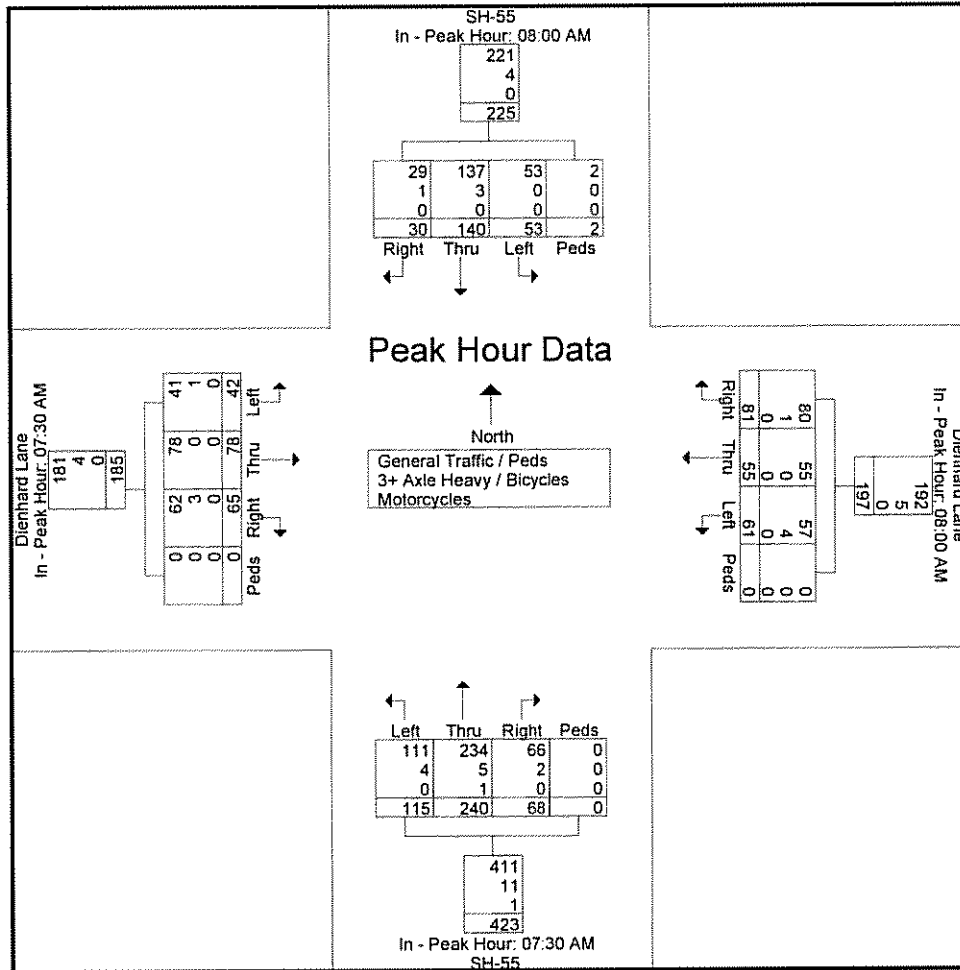 SH-55
In - Peak Hour: 08:00 AM
221
4
0
225
29 137 53 2
1 3 0 0
0 0 0 0
30 140 53 2
Right Thru Left Peds
Peak Hour Data
North
General Traffic / Peds
3+ Axle Heavy / Bicycles
Motorcycles
Dienhard Lane
In - Peak Hour: 07:30 AM
181
4
0
185
41 1 0 42 Left
78 0 0 78 Thru
62 3 0 65 Right
0 0 0 0 Peds
Dienhard Lane
In - Peak Hour: 08:00 AM
192
5
0
197
Right 81 0 1 80
Thru 55 0 0 55
Left 61 0 4 57
Peds 0 0 0 0
Left Thru Right Peds
111 234 66 0
4 5 2 0
0 1 0 0
115 240 68 0
411
11
1
423
In - Peak Hour: 07:30 AM
SH-55